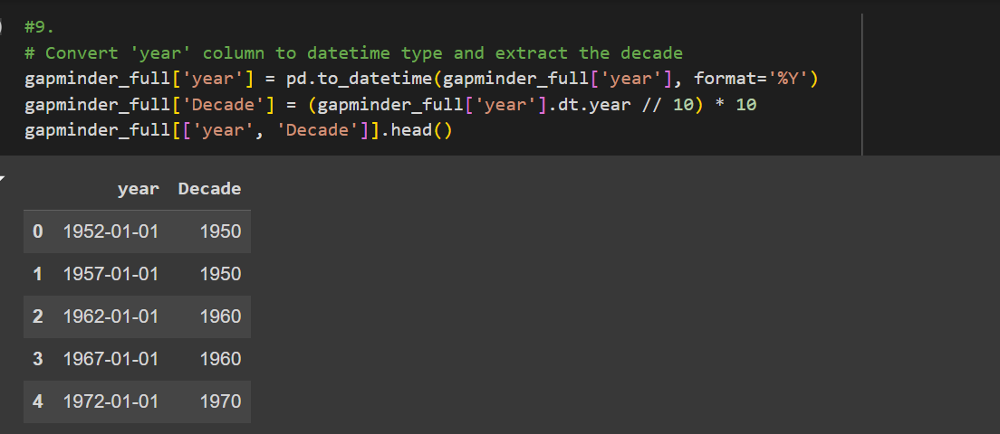 #9.
# Convert 'year' column to datetime type and extract the decade
gapminder_full['year'] = pd.to_datetime(gapminder_full['year'], format='%Y')
gapminder_full['Decade'] = (gapminder_full['year'].dt.year // 10) * 10
gapminder_full[['year', 'Decade']].head()
year Decade
0 1952-01-01 1950
1 1957-01-01 1950
2 1962-01-01 1960
3 1967-01-01 1960
4 1972-01-01 1970